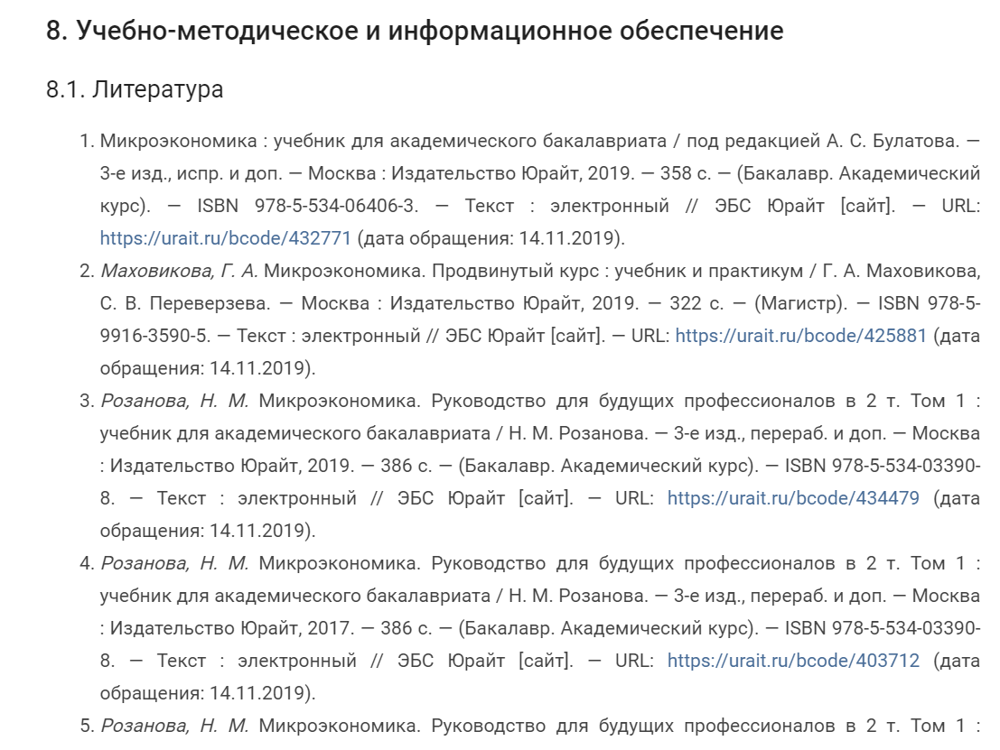 8. Учебно-методическое и информационное обеспечение
8.1. Литература
1. Микроэкономика : учебник для академического бакалавриата / под редакцией А. С. Булатова. —
3-е изд., испр. и доп. — Москва : Издательство Юрайт, 2019. — 358 с. — (Бакалавр. Академический
курс). — ISBN 978-5-534-06406-3. — Текст : электронный // ЭБС Юрайт [сайт]. — URL:
https://urait.ru/bcode/432771 (дата обращения: 14.11.2019).
2. Маховикова, Г. А. Микроэкономика. Продвинутый курс : учебник и практикум / Г. А. Маховикова,
С. В. Переверзева. — Москва : Издательство Юрайт, 2019. — 322 с. — (Магистр). — ISBN 978-5-
9916-3590-5. — Текст : электронный // ЭБС Юрайт [сайт]. — URL: https://urait.ru/bcode/425881 (дата
обращения: 14.11.2019).
3. Розанова, Н. М. Микроэкономика. Руководство для будущих профессионалов в 2 т. Том 1 :
учебник для академического бакалавриата / Н. М. Розанова. — 3-е изд., перераб. и доп. — Москва
: Издательство Юрайт, 2019. — 386 с. — (Бакалавр. Академический курс). — ISBN 978-5-534-03390-
8. — Текст : электронный // ЭБС Юрайт [сайт]. — URL: https://urait.ru/bcode/434479 (дата
обращения: 14.11.2019).
4. Розанова, Н. М. Микроэкономика. Руководство для будущих профессионалов в 2 т. Том 1 :
учебник для академического бакалавриата / Н. М. Розанова. — 3-е изд., перераб. и доп. — Москва
: Издательство Юрайт, 2017. — 386 с. — (Бакалавр. Академический курс). — ISBN 978-5-534-03390-
8. — Текст : электронный // ЭБС Юрайт [сайт]. — URL: https://urait.ru/bcode/403712 (дата
обращения: 14.11.2019).
5. Розанова, Н. М. Микроэкономика. Руководство для будущих профессионалов в 2 т. Том 1 :